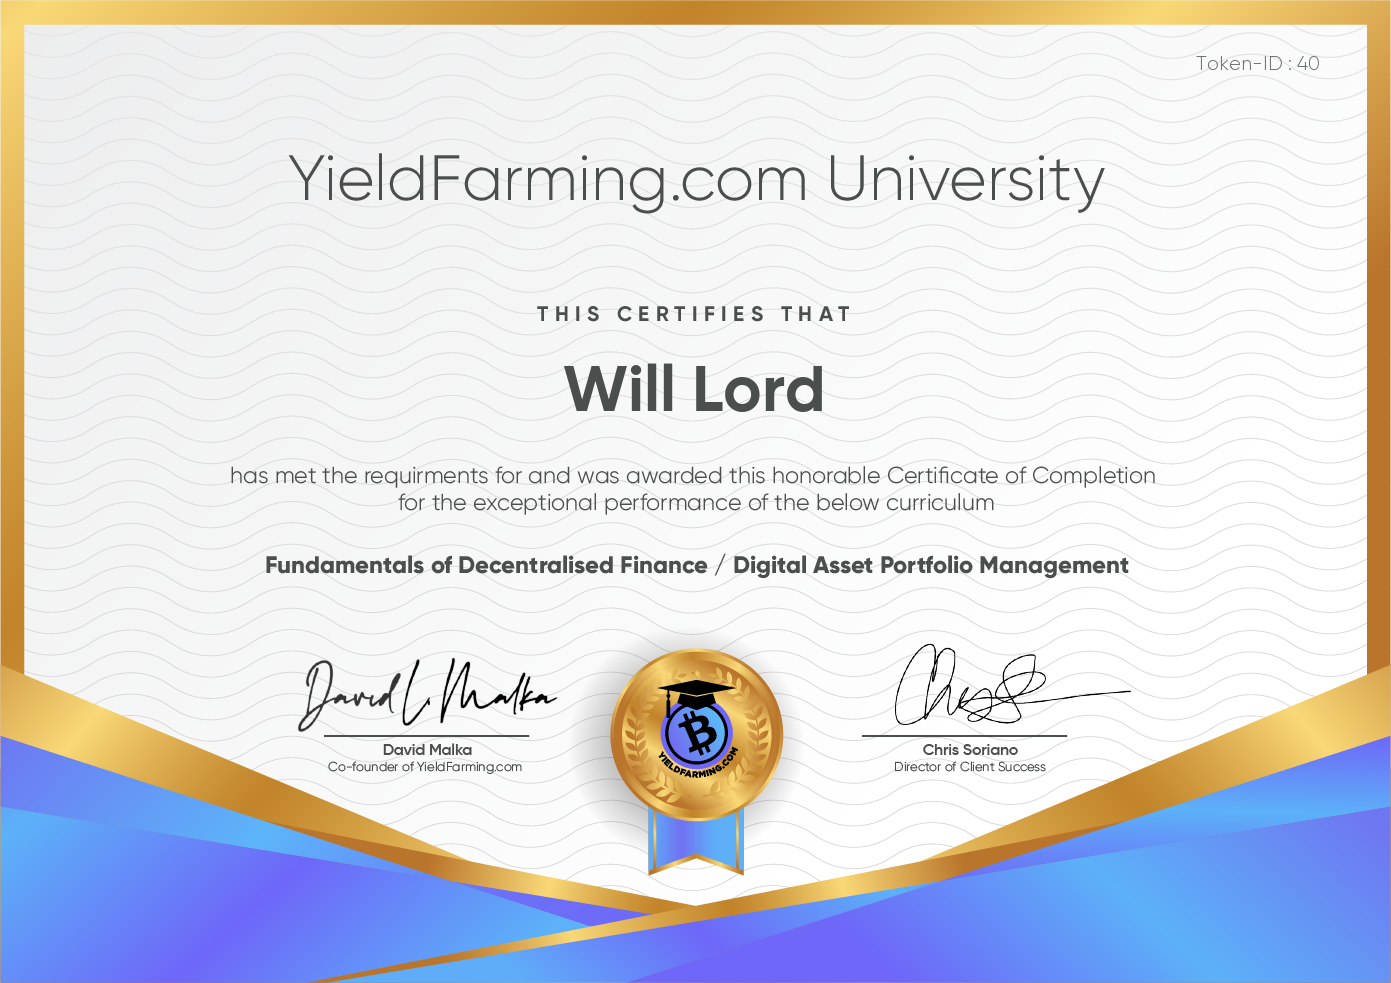 Token-ID : 40
YieldFarming.com University
THIS CERTIFIES THAT
Will Lord
has met the requirments for and was awarded this honorable Certificate of Completion
for the exceptional performance of the below curriculum
Fundamentals of Decentralised Finance / Digital Asset Portfolio Management
David L. Malka
David Malka
Co-founder of YieldFarming.com
YIELDFARMING.COM
Chris Soriano
Director of Client Success